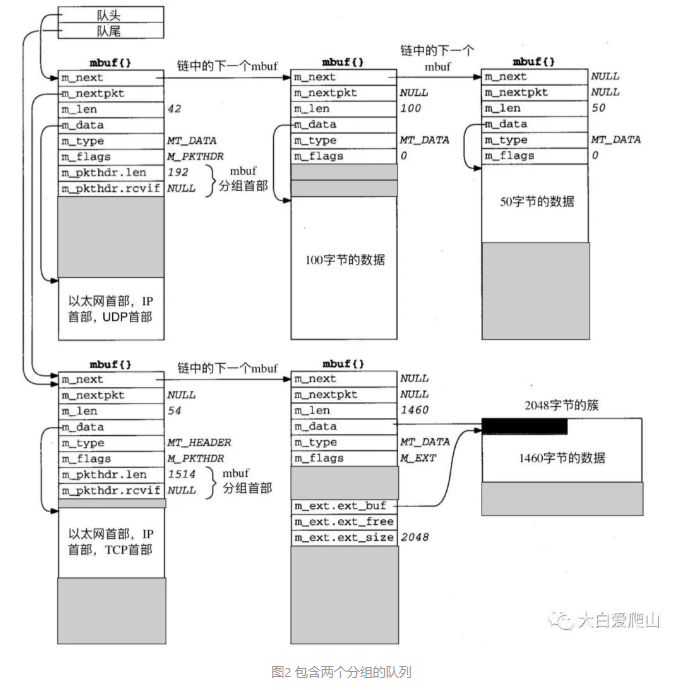 队头
队尾
链中的下一个mbuf
链中的下一个
mbuf
mbuf{}
m_next
m_nextpkt
m_len 42
m_data
m_type MT_DATA
m_flags M_PKTHDR
m_pkthdr.len 192
m_pkthdr.rcvif NULL
mbuf
分组首部
以太网首部，IP
首部，UDP首部
mbuf{}
m_next
m_nextpkt NULL
m_len 100
m_data
m_type MT_DATA
m_flags 0
100字节的数据
mbuf{}
m_next NULL
m_nextpkt NULL
m_len 50
m_data
m_type MT_DATA
m_flags 0
50字节的数据
mbuf{}
链中的下一个mbuf
m_next
m_nextpkt NULL
m_len 54
m_data
m_type MT_HEADER
m_flags M_PKTHDR
m_pkthdr.len 1514
m_pkthdr.rcvif NULL
mbuf
分组首部
以太网首部，IP
首部，TCP首部
mbuf{}
m_next NULL
m_nextpkt NULL
m_len 1460
m_data
m_type MT_DATA
m_flags M_EXT
m_ext.ext_buf
m_ext.ext_free
m_ext.ext_size 2048
2048字节的簇
1460字节的数据
大白爱爬山
图2 包含两个分组的队列